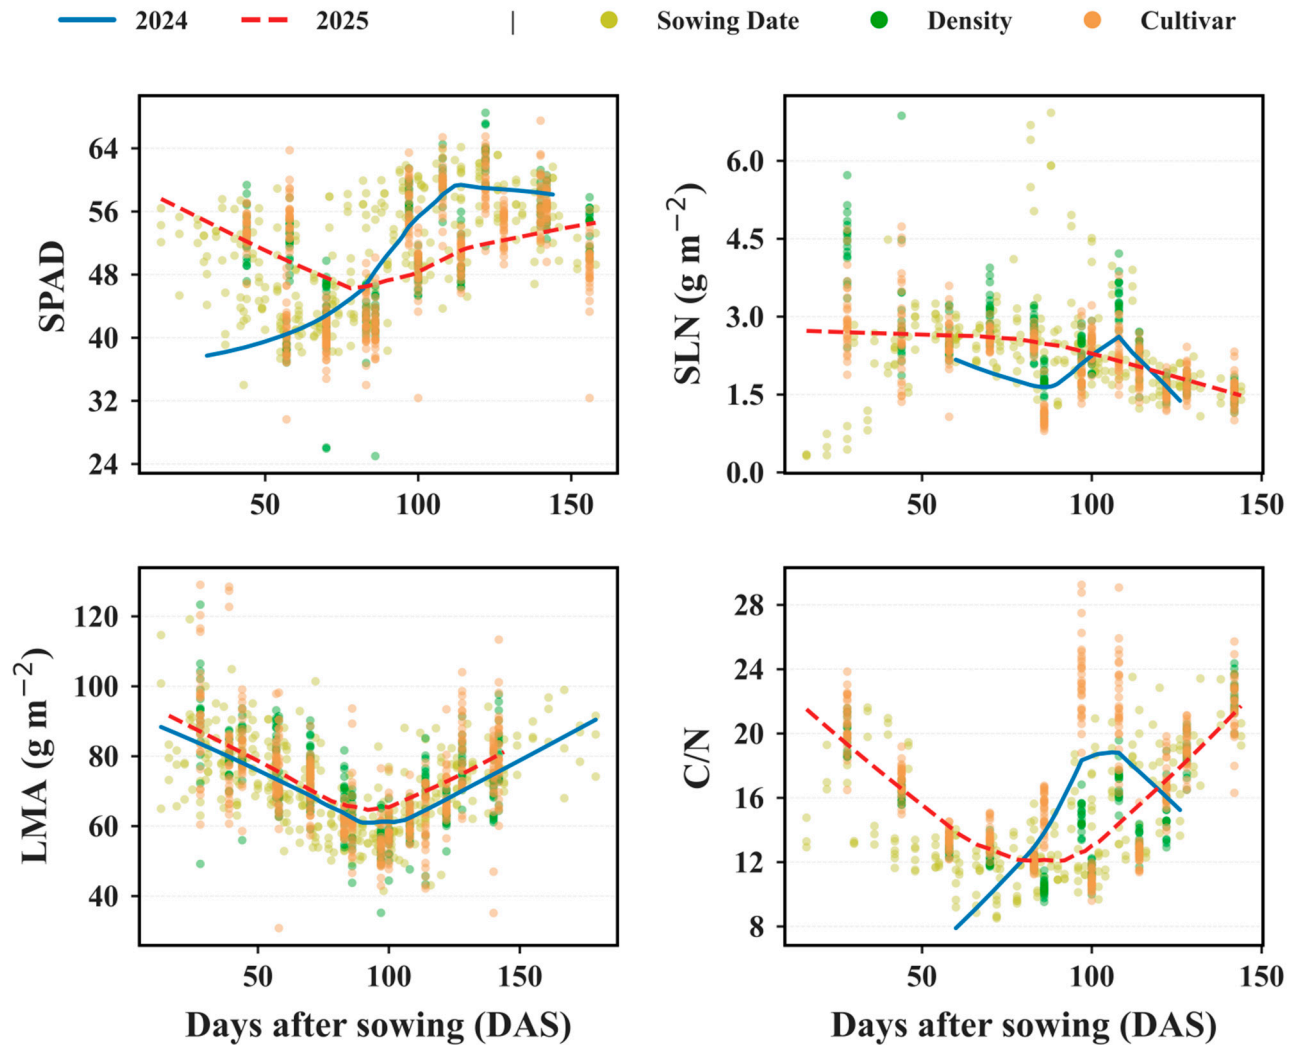 2024 2025 | Sowing Date Density Cultivar
SPAD
64
56
48
40
32
24
50 100 150
SLN (g m⁻²)
6.0
4.5
3.0
1.5
0.0
50 100 150
LMA (g m⁻²)
120
100
80
60
40
50 100 150
Days after sowing (DAS)
C/N
28
24
20
16
12
8
50 100 150
Days after sowing (DAS)